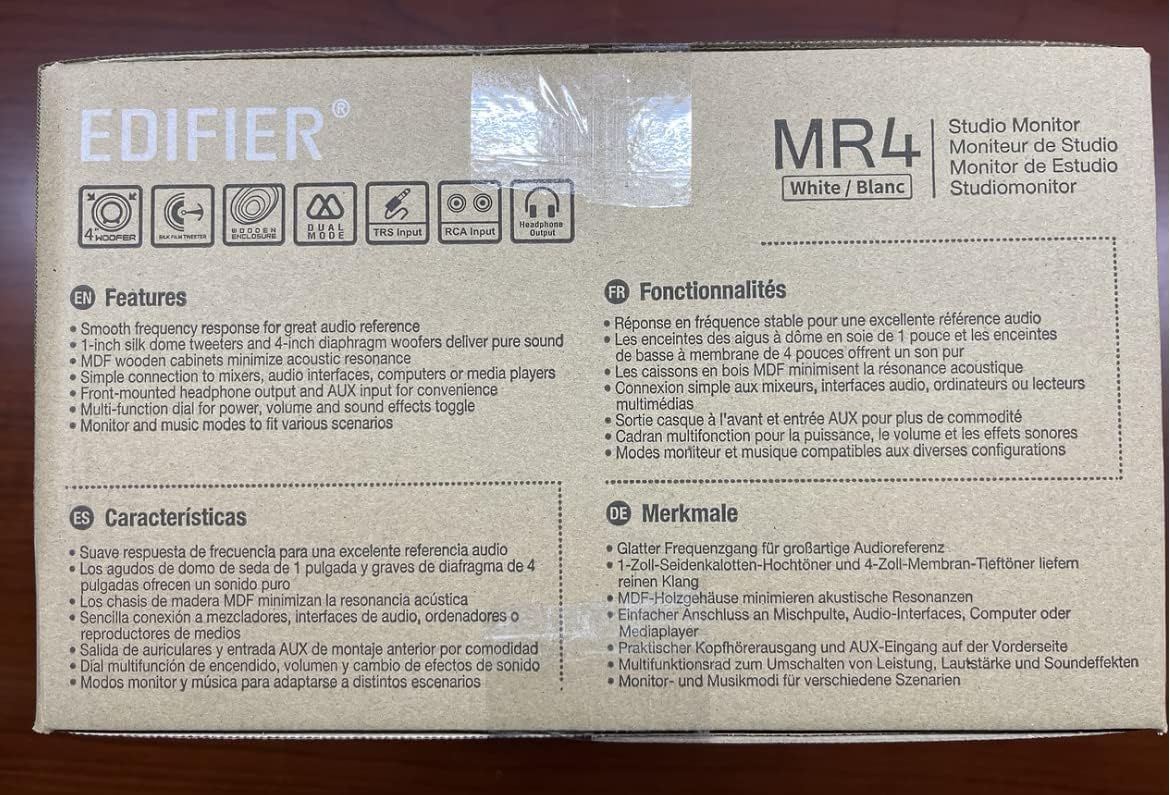 EDIFIER®
MR4
White / Blanc
Studio Monitor
Moniteur de Studio
Monitor de Estudio
Studiomonitor
4" WOOFER
SILK FILM TWEETER
WOODEN
ENCLOSURE
DUAL
MODE
TRS Input
RCA Input
Headphone
Output
EN Features
• Smooth frequency response for great audio reference
• 1-inch silk dome tweeters and 4-inch diaphragm woofers deliver pure sound
• MDF wooden cabinets minimize acoustic resonance
• Simple connection to mixers, audio interfaces, computers or media players
• Front-mounted headphone output and AUX input for convenience
• Multi-function dial for power, volume and sound effects toggle
• Monitor and music modes to fit various scenarios
FR Fonctionnalités
• Réponse en fréquence stable pour une excellente référence audio
• Les enceintes des aigus à dôme en soie de 1 pouce et les enceintes
de basse à membrane de 4 pouces offrent un son pur
• Les caissons en bois MDF minimisent la résonance acoustique
• Connexion simple aux mixeurs, interfaces audio, ordinateurs ou lecteurs
multimédias
• Sortie casque à l'avant et entrée AUX pour plus de commodité
• Cadran multifonction pour la puissance, le volume et les effets sonores
• Modes moniteur et musique compatibles aux diverses configurations
ES Características
• Suave respuesta de frecuencia para una excelente referencia audio
• Los agudos de domo de seda de 1 pulgada y graves de diafragma de 4
pulgadas ofrecen un sonido puro
• Los chasis de madera MDF minimizan la resonancia acústica
• Sencilla conexión a mezcladores, interfaces de audio, ordenadores o
reproductores de medios
• Salida de auriculares y entrada AUX de montaje anterior por comodidad
• Dial multifunción de encendido, volumen y cambio de efectos de sonido
• Modos monitor y música para adaptarse a distintos escenarios
DE Merkmale
• Glatter Frequenzgang für großartige Audioreferenz
• 1-Zoll-Seidenkalotten-Hochtöner und 4-Zoll-Membran-Tieftöner liefern
reinen Klang
• MDF-Holzgehäuse minimieren akustische Resonanzen
• Einfacher Anschluss an Mischpulte, Audio-Interfaces, Computer oder
Mediaplayer
• Praktischer Kopfhörerausgang und AUX-Eingang auf der Vorderseite
• Multifunktionsrad zum Umschalten von Leistung, Lautstärke und Soundeffekten
• Monitor- und Musikmodi für verschiedene Szenarien